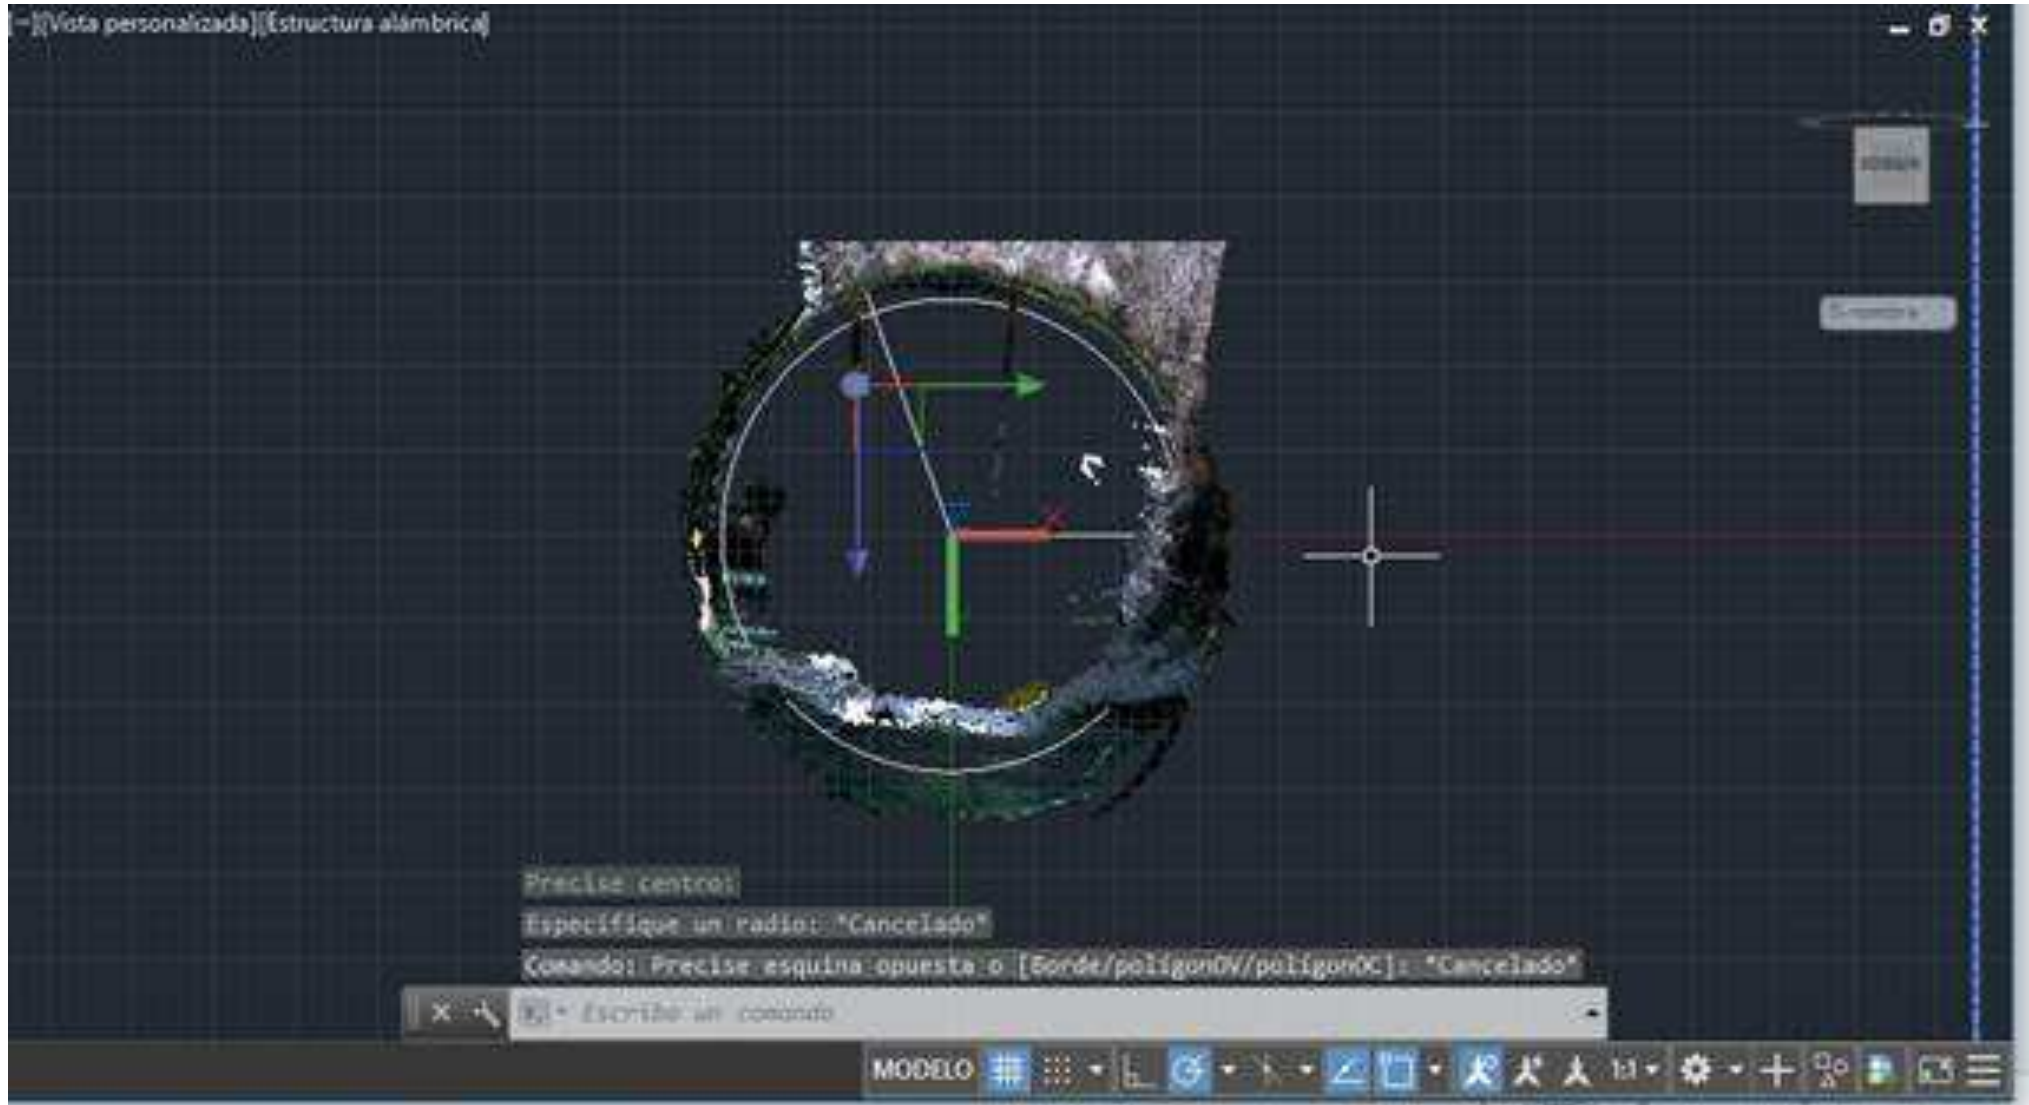 [−][Vista personalizada][Estructura alámbrica]
Precise centro:
Especifique un radio: *Cancelado*
Comando: Precise esquina opuesta o [Borde/polígonOV/polígonOC]: *Cancelado*
Escriba un comando
MODELO
1:1